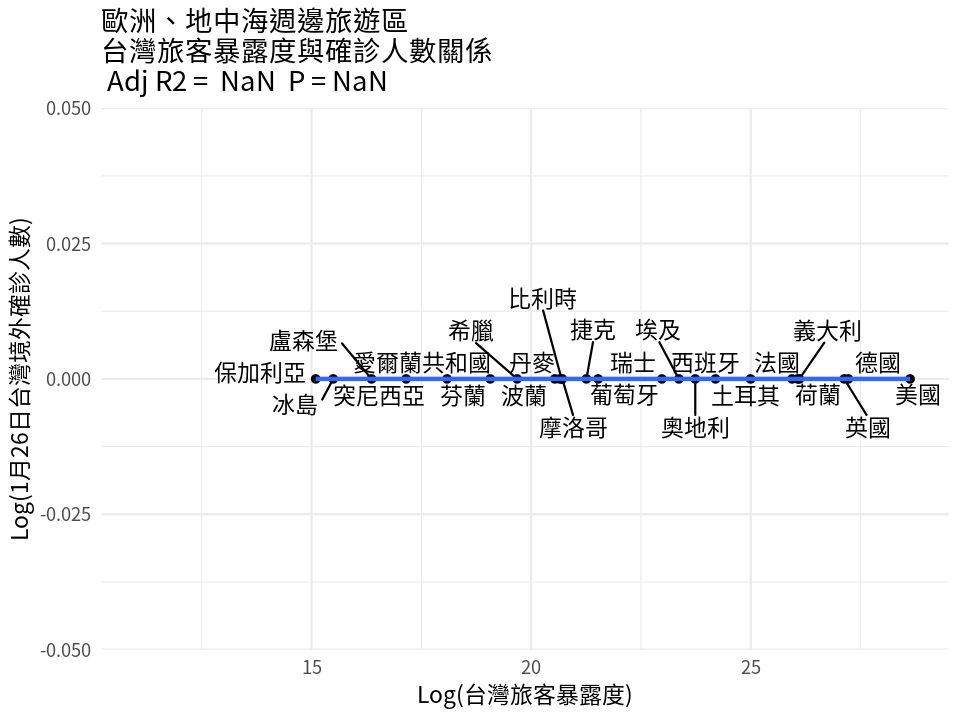 歐洲、地中海週邊旅遊區
台灣旅客暴露度與確診人數關係
Adj R2 = NaN P = NaN
0.050
0.025
0.000
-0.025
-0.050
Log(1月26日台灣境外確診人數)
比利時
希臘
捷克
埃及
義大利
盧森堡
愛爾蘭共和國
丹麥
瑞士
西班牙
法國
德國
保加利亞
冰島
突尼西亞
芬蘭
波蘭
葡萄牙
土耳其
荷蘭
美國
摩洛哥
奧地利
英國
15
20
25
Log(台灣旅客暴露度)